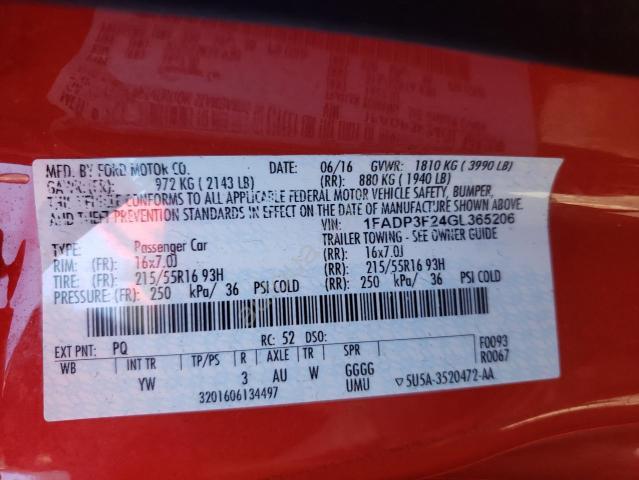 MFD. BY FORD MOTOR CO. DATE: 06/16 GVWR: 1810 KG ( 3990 LB)
GAWR:(FR): 972 KG ( 2143 LB) (RR): 880 KG ( 1940 LB)
THIS VEHICLE CONFORMS TO ALL APPLICABLE FEDERAL MOTOR VEHICLE SAFETY, BUMPER,
AND THEFT PREVENTION STANDARDS IN EFFECT ON THE DATE OF MANUFACTURE SHOWN ABOVE.
VIN: 1FADP3F24GL365206
TYPE: Passenger Car TRAILER TOWING - SEE OWNER GUIDE
RIM: (FR): 16x7.0J (RR): 16x7.0J
TIRE: (FR): 215/55R16 93H (RR): 215/55R16 93H
PRESSURE:(FR): 250 kPa/ 36 PSI COLD (RR): 250 kPa/ 36 PSI COLD
EXT PNT: PQ RC: 52 DSO: F0093
WB INT TR TP/PS R AXLE TR SPR R0067
YW 3 AU W GGGG
UMU
3201606134497 5U5A-3520472-AA